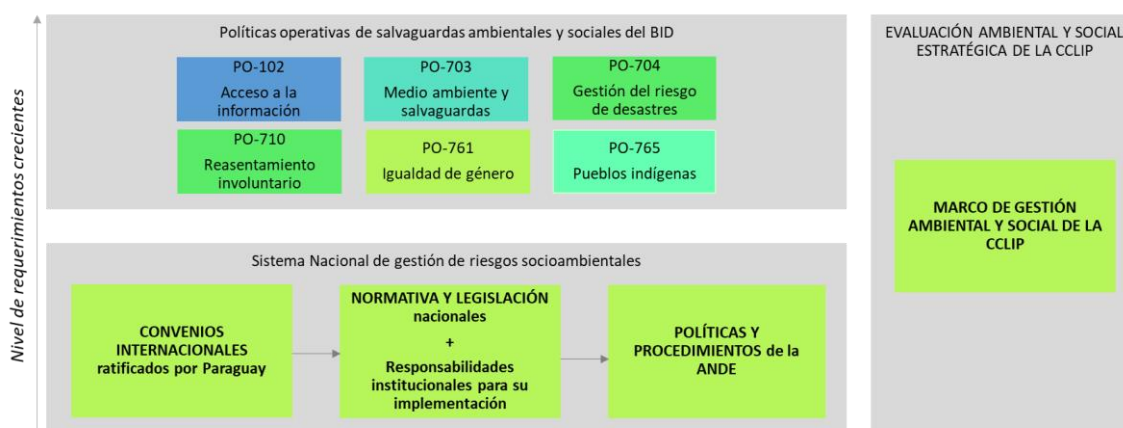 Nivel de requerimientos crecientes
Políticas operativas de salvaguardas ambientales y sociales del BID
PO-102
Acceso a la
información
PO-703
Medio ambiente y
salvaguardas
PO-704
Gestión del riesgo
de desastres
PO-710
Reasentamiento
involuntario
PO-761
Igualdad de género
PO-765
Pueblos indígenas
Sistema Nacional de gestión de riesgos socioambientales
CONVENIOS
INTERNACIONALES
ratificados por Paraguay
NORMATIVA Y LEGISLACIÓN
nacionales
+
Responsabilidades
institucionales para su
implementación
POLÍTICAS Y
PROCEDIMIENTOS de la
ANDE
EVALUACIÓN AMBIENTAL Y SOCIAL
ESTRATÉGICA DE LA CCLIP
MARCO DE GESTIÓN
AMBIENTAL Y SOCIAL DE LA
CCLIP